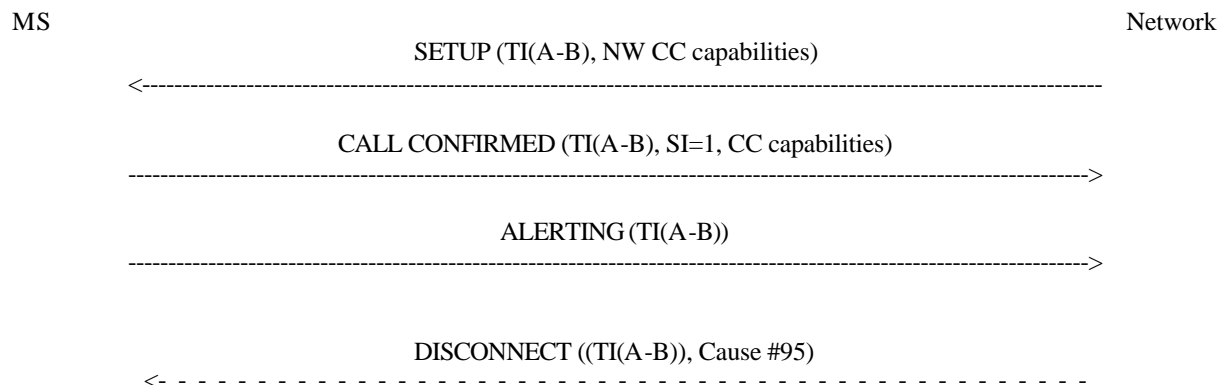 MS Network
SETUP (TI(A-B), NW CC capabilities)
<------------------------------------------------------------------------------------------------------------------------
CALL CONFIRMED (TI(A-B), SI=1, CC capabilities)
------------------------------------------------------------------------------------------------------------------------>
ALERTING (TI(A-B))
------------------------------------------------------------------------------------------------------------------------>
DISCONNECT ((TI(A-B)), Cause #95)
<- - - - - - - - - - - - - - - - - - - - - - - - - - - - - - - - - - - - - - - - - - - - - - -